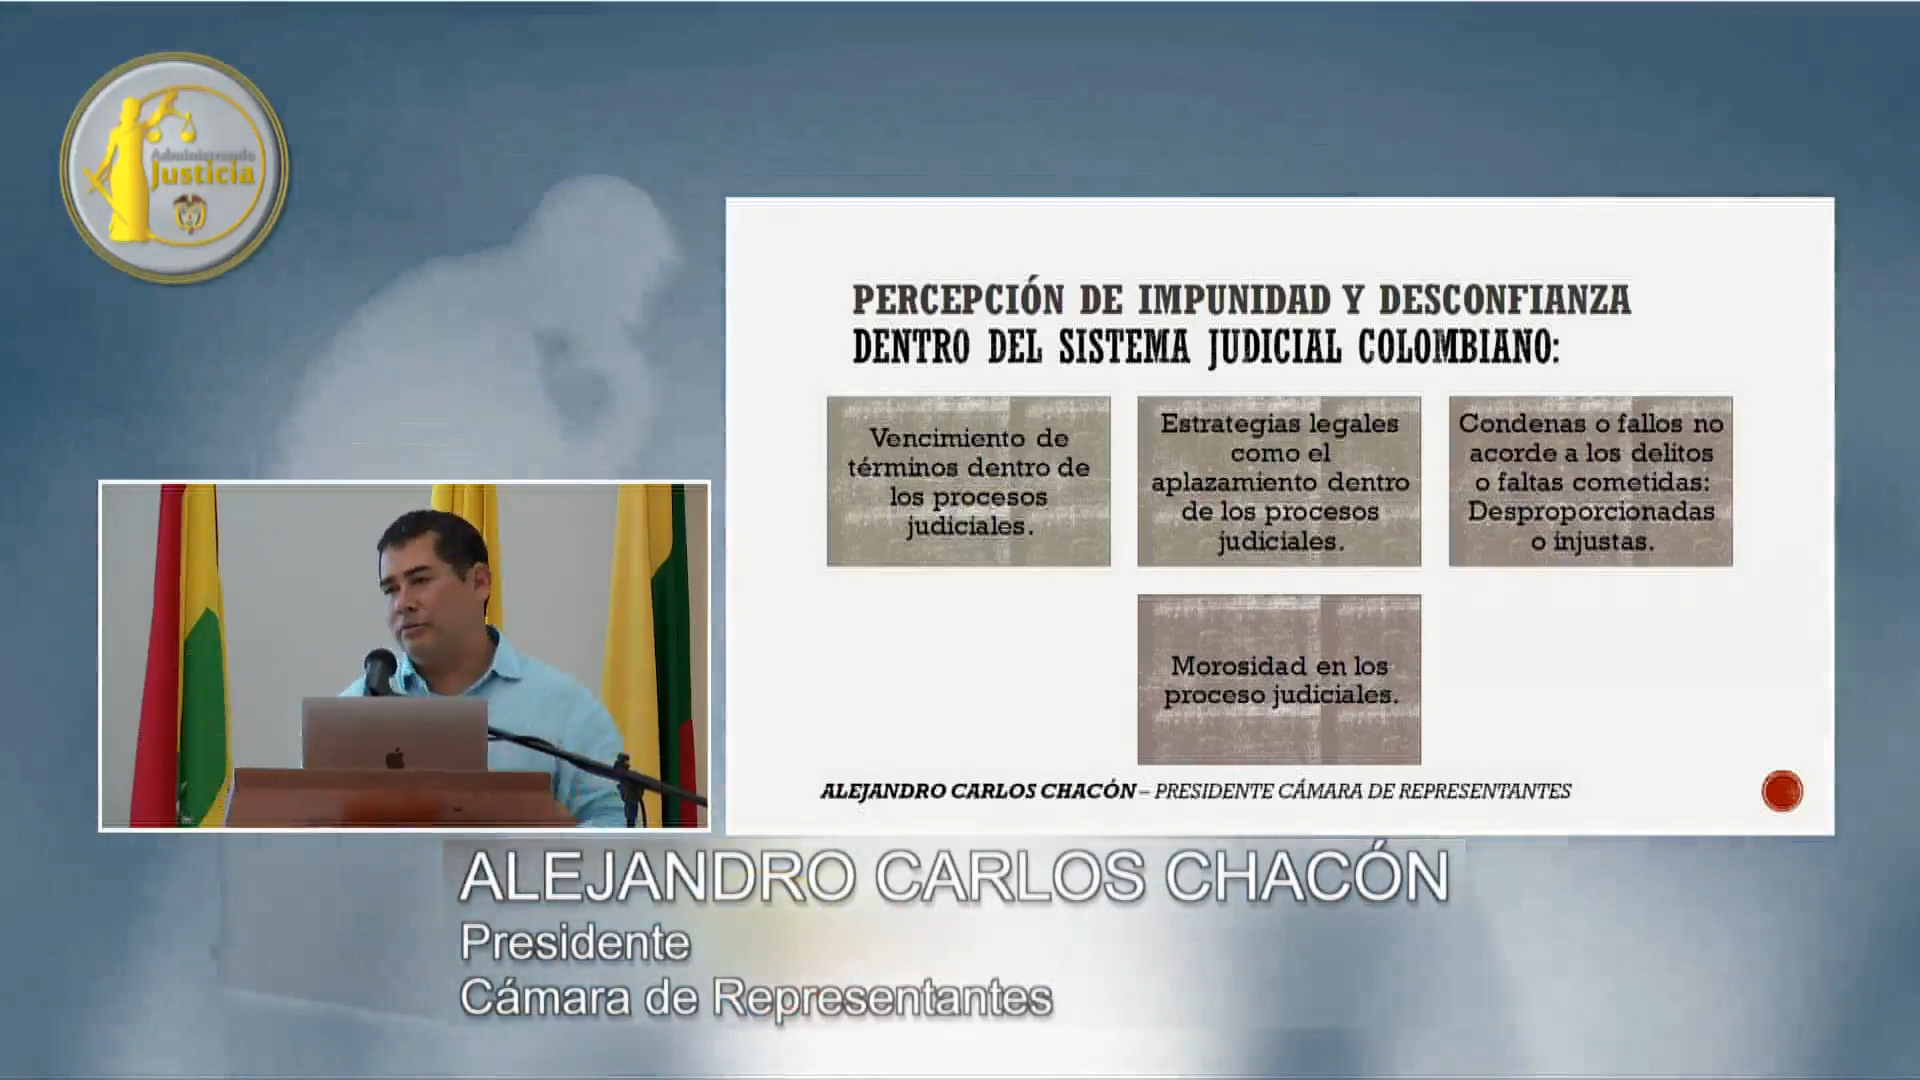 Administrando
Justicia
PERCEPCIÓN DE IMPUNIDAD Y DESCONFIANZA
DENTRO DEL SISTEMA JUDICIAL COLOMBIANO:
Vencimiento de
términos dentro de
los procesos
judiciales.
Estrategias legales
como el
aplazamiento dentro
de los procesos
judiciales.
Condenas o fallos no
acorde a los delitos
o faltas cometidas:
Desproporcionadas
o injustas.
Morosidad en los
proceso judiciales.
ALEJANDRO CARLOS CHACÓN – PRESIDENTE CÁMARA DE REPRESENTANTES
ALEJANDRO CARLOS CHACÓN
Presidente
Cámara de Representantes